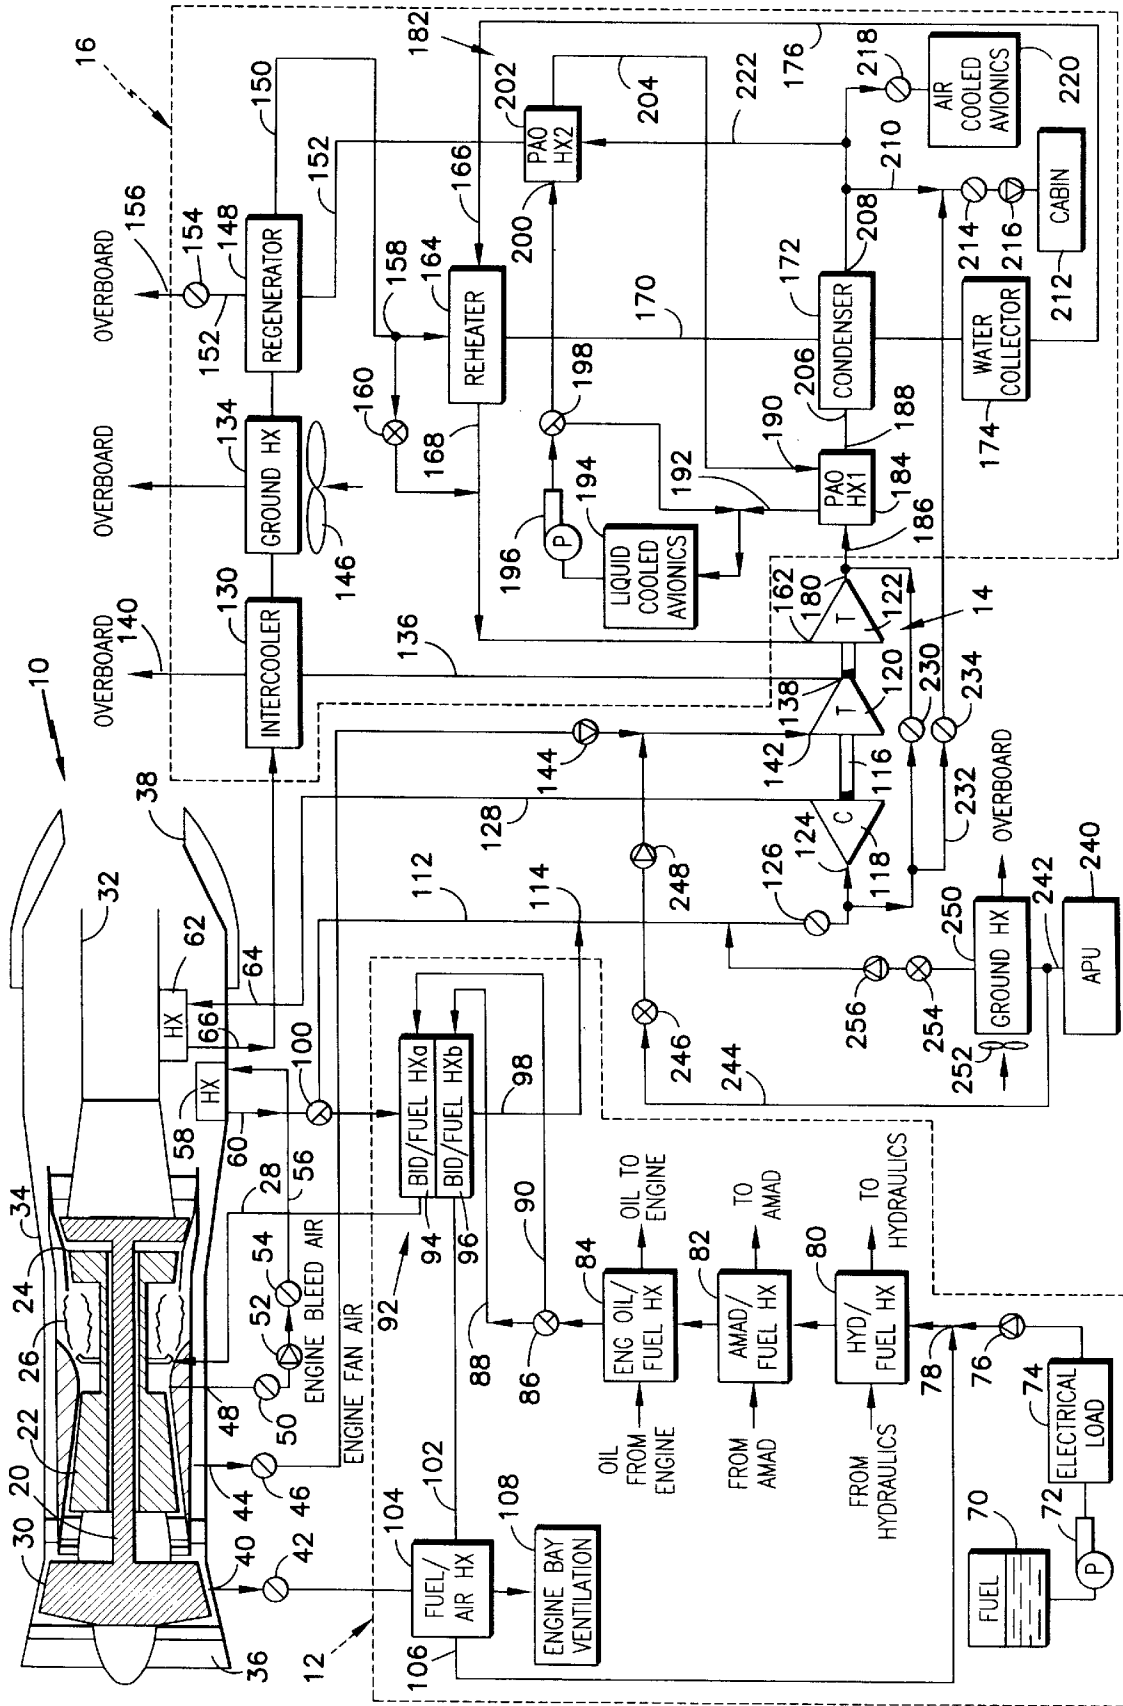 10
38
32
34
24
26
22
20
30
36
62
HX
64
66
58
HX
60
56
28
54
52
50
48
46
44
42
40
ENGINE BLEED AIR
ENGINE FAN AIR
100
12
92
94
BID/FUEL HXa
96
BID/FUEL HXb
98
88
90
86
102
104
FUEL/
AIR HX
106
108
ENGINE BAY
VENTILATION
84
ENG OIL/
FUEL HX
OIL
FROM
ENGINE
OIL TO
ENGINE
82
AMAD/
FUEL HX
FROM
AMAD
TO
AMAD
80
HYD/
FUEL HX
FROM
HYDRAULICS
TO
HYDRAULICS
78
76
74
ELECTRICAL
LOAD
72
P
70
FUEL
112
114
128
144
136
248
246
244
126
124
118
C
116
142
T
138
120
162
T
180
122
14
230
234
232
OVERBOARD
250
GROUND HX
252
254
256
242
240
APU
16
OVERBOARD
140
130
INTERCOOLER
OVERBOARD
134
GROUND HX
146
OVERBOARD
156
154
152
148
REGENERATOR
150
152
158
160
164
REHEATER
166
168
170
182
202
PAO
HX2
200
204
198
196
P
194
LIQUID
COOLED
AVIONICS
192
190
PAO
HX1
184
186
188
206
172
CONDENSER
208
174
WATER
COLLECTOR
176
222
210
218
220
AIR
COOLED
AVIONICS
214
216
212
CABIN